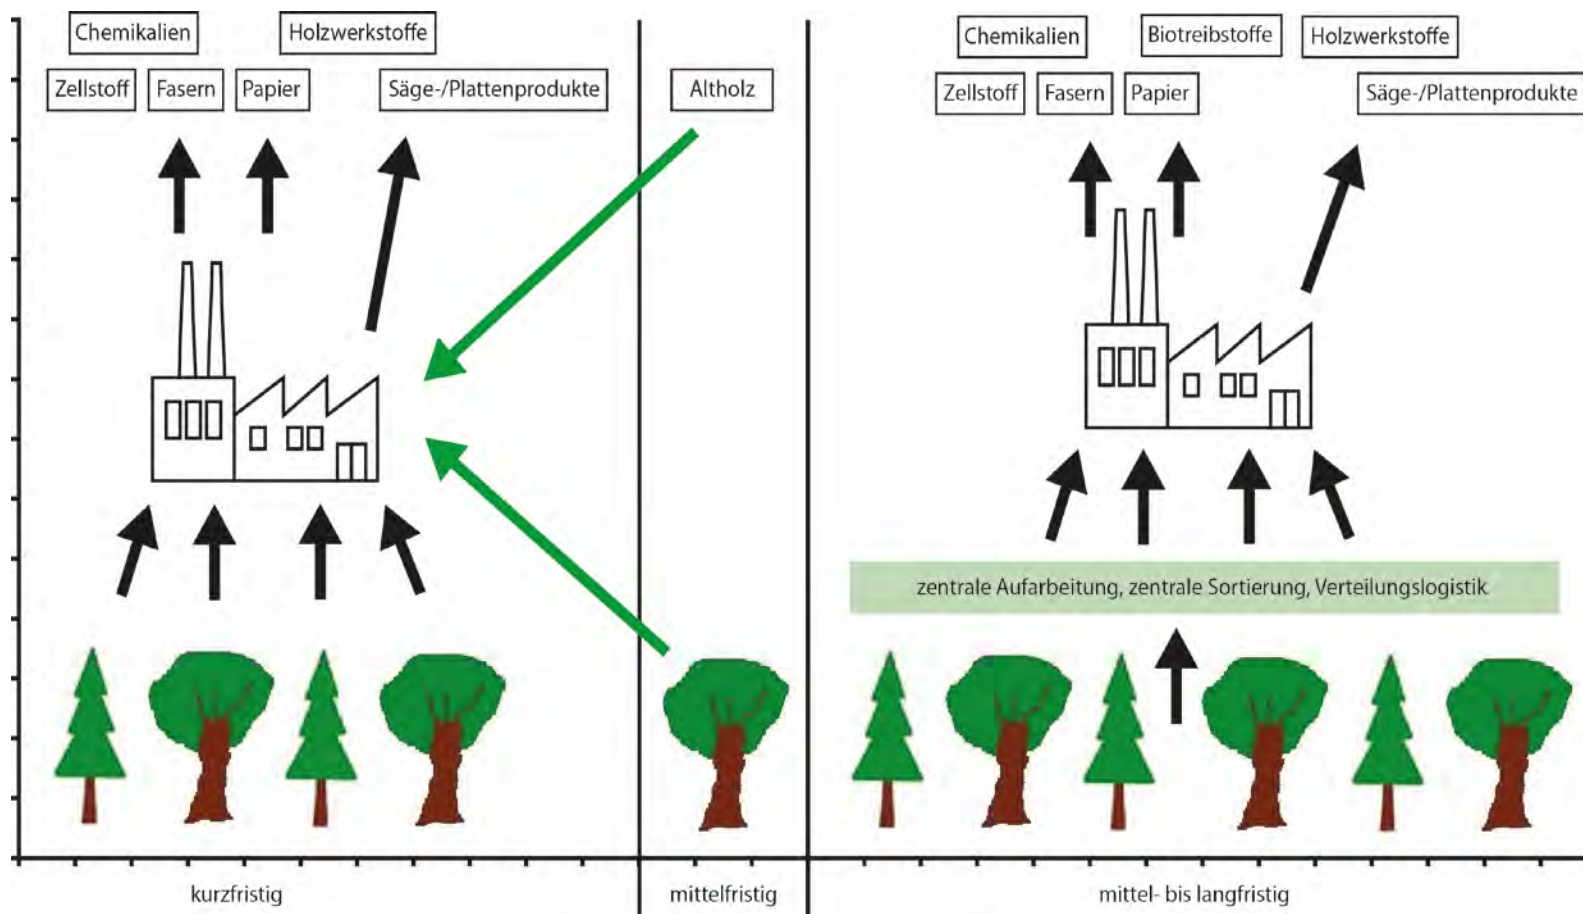 Chemikalien
Holzwerkstoffe
Zellstoff
Fasern
Papier
Säge-/Plattenprodukte
Altholz
Chemikalien
Biotreibstoffe
Holzwerkstoffe
Zellstoff
Fasern
Papier
Säge-/Plattenprodukte
zentrale Aufarbeitung, zentrale Sortierung, Verteilungslogistik
kurzfristig
mittelfristig
mittel- bis langfristig